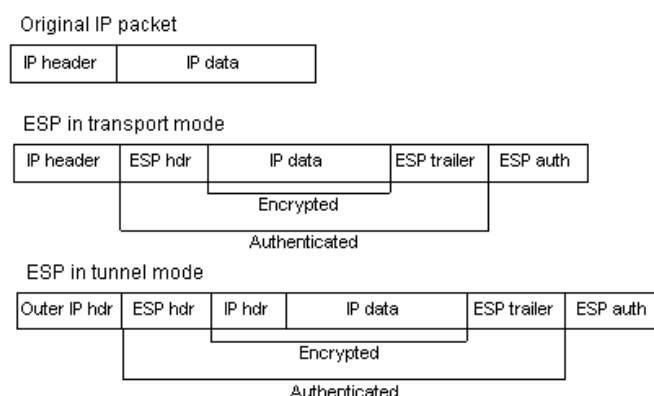 Original IP packet
IP header IP data
ESP in transport mode
IP header ESP hdr IP data ESP trailer ESP auth
Encrypted
Authenticated
ESP in tunnel mode
Outer IP hdr ESP hdr IP hdr IP data ESP trailer ESP auth
Encrypted
Authenticated